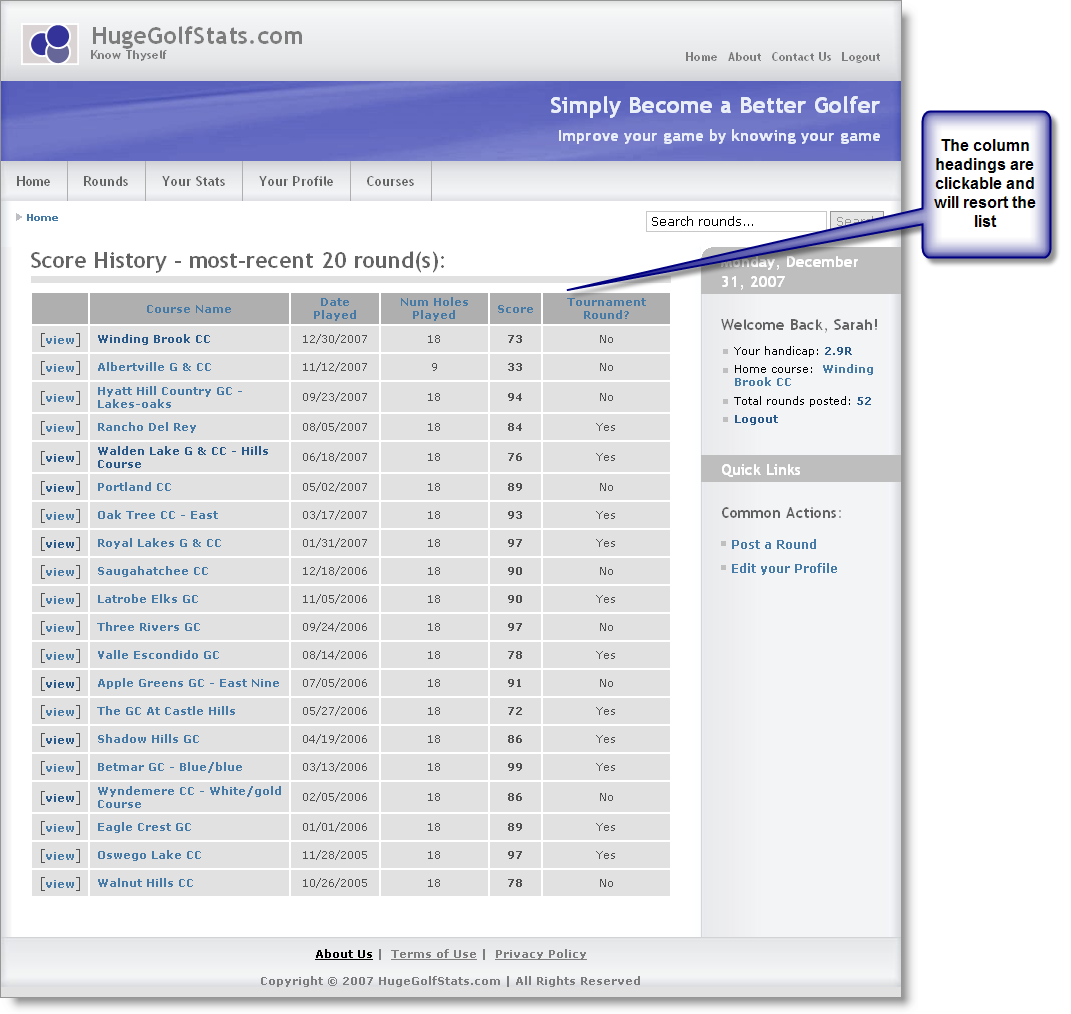 HugeGolfStats.com
Know Thyself
Home About Contact Us Logout
Simply Become a Better Golfer
Improve your game by knowing your game
Home Rounds Your Stats Your Profile Courses
The column
headings are
clickable and
will resort the
list
Home
Search rounds...
Score History - most-recent 20 round(s):
Course Name Date Played Num Holes Played Score Tournament Round?
[view] Winding Brook CC 12/30/2007 18 73 No
[view] Albertville G & CC 11/12/2007 9 33 No
[view] Hyatt Hill Country GC - Lakes-oaks 09/23/2007 18 94 No
[view] Rancho Del Rey 08/05/2007 18 84 Yes
[view] Walden Lake G & CC - Hills Course 06/18/2007 18 76 Yes
[view] Portland CC 05/02/2007 18 89 No
[view] Oak Tree CC - East 03/17/2007 18 93 Yes
[view] Royal Lakes G & CC 01/31/2007 18 97 Yes
[view] Saugahatchee CC 12/18/2006 18 90 No
[view] Latrobe Elks GC 11/05/2006 18 90 Yes
[view] Three Rivers GC 09/24/2006 18 97 No
[view] Valle Escondido GC 08/14/2006 18 78 Yes
[view] Apple Greens GC - East Nine 07/05/2006 18 91 No
[view] The GC At Castle Hills 05/27/2006 18 72 Yes
[view] Shadow Hills GC 04/19/2006 18 86 Yes
[view] Betmar GC - Blue/blue 03/13/2006 18 99 Yes
[view] Wyndemere CC - White/gold Course 02/05/2006 18 86 No
[view] Eagle Crest GC 01/01/2006 18 89 Yes
[view] Oswego Lake CC 11/28/2005 18 97 Yes
[view] Walnut Hills CC 10/26/2005 18 78 No
Monday, December
31, 2007
Welcome Back, Sarah!
Your handicap: 2.9R
Home course: Winding
Brook CC
Total rounds posted: 52
Logout
Quick Links
Common Actions:
Post a Round
Edit your Profile
About Us | Terms of Use | Privacy Policy
Copyright © 2007 HugeGolfStats.com | All Rights Reserved